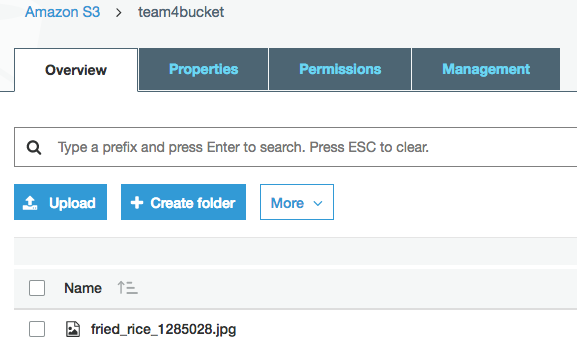 Amazon S3 > team4bucket
Overview Properties Permissions Management
Type a prefix and press Enter to search. Press ESC to clear.
Upload + Create folder More
Name
fried_rice_1285028.jpg